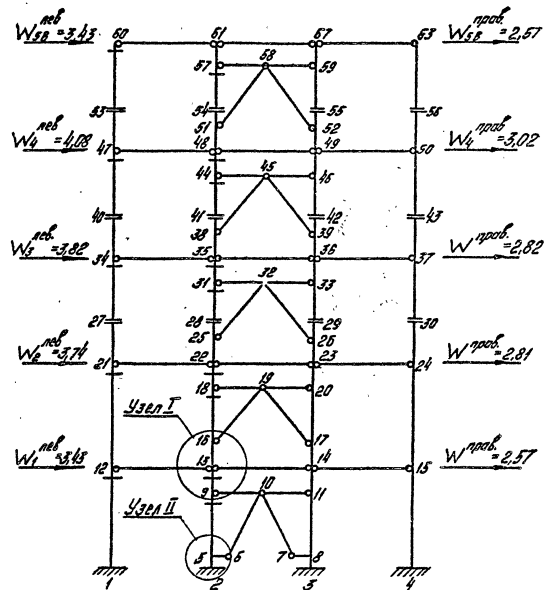 W₅в лев = 3,43 60 61 67 63 W₅в прав. = 2,57
57 58 59
53 54 55 56
51 52
W₄ лев = 4,08 47 48 49 50 W₄ прав. = 3,02
44 45 46
40 41 42 43
38 39
W₃ лев. = 3,82 34 35 36 37 W прав. = 2,82
31 32 33
27 28 29 30
25 26
W₂ лев = 3,74 21 22 23 24 W прав. = 2,81
18 19 20
Узел I
16 17
W₁ лев = 3,43 12 13 14 15 W прав. = 2,57
9 10 11
Узел II
5 6 7 8
1 2 3 4